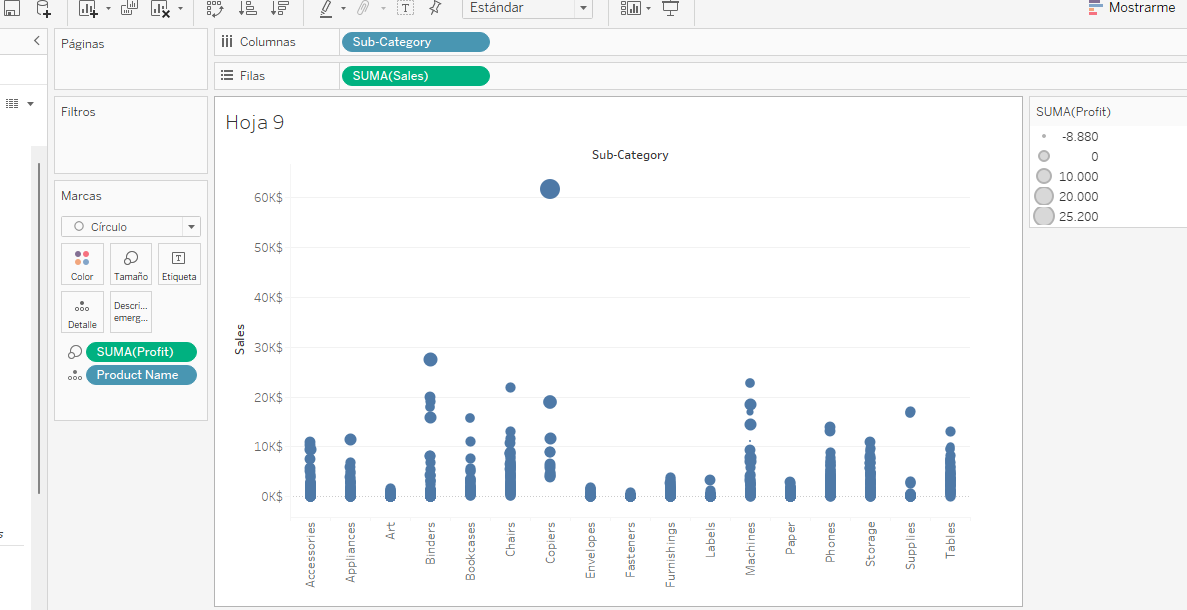 Estándar
Mostrarme
Páginas
Columnas
Sub-Category
Filas
SUMA(Sales)
Filtros
Marcas
Círculo
Color
Tamaño
Etiqueta
Detalle
Descri...
emerg...
SUMA(Profit)
Product Name
Hoja 9
Sub-Category
Sales
60K$
50K$
40K$
30K$
20K$
10K$
0K$
Accessories
Appliances
Art
Binders
Bookcases
Chairs
Copiers
Envelopes
Fasteners
Furnishings
Labels
Machines
Paper
Phones
Storage
Supplies
Tables
SUMA(Profit)
-8.880
0
10.000
20.000
25.200